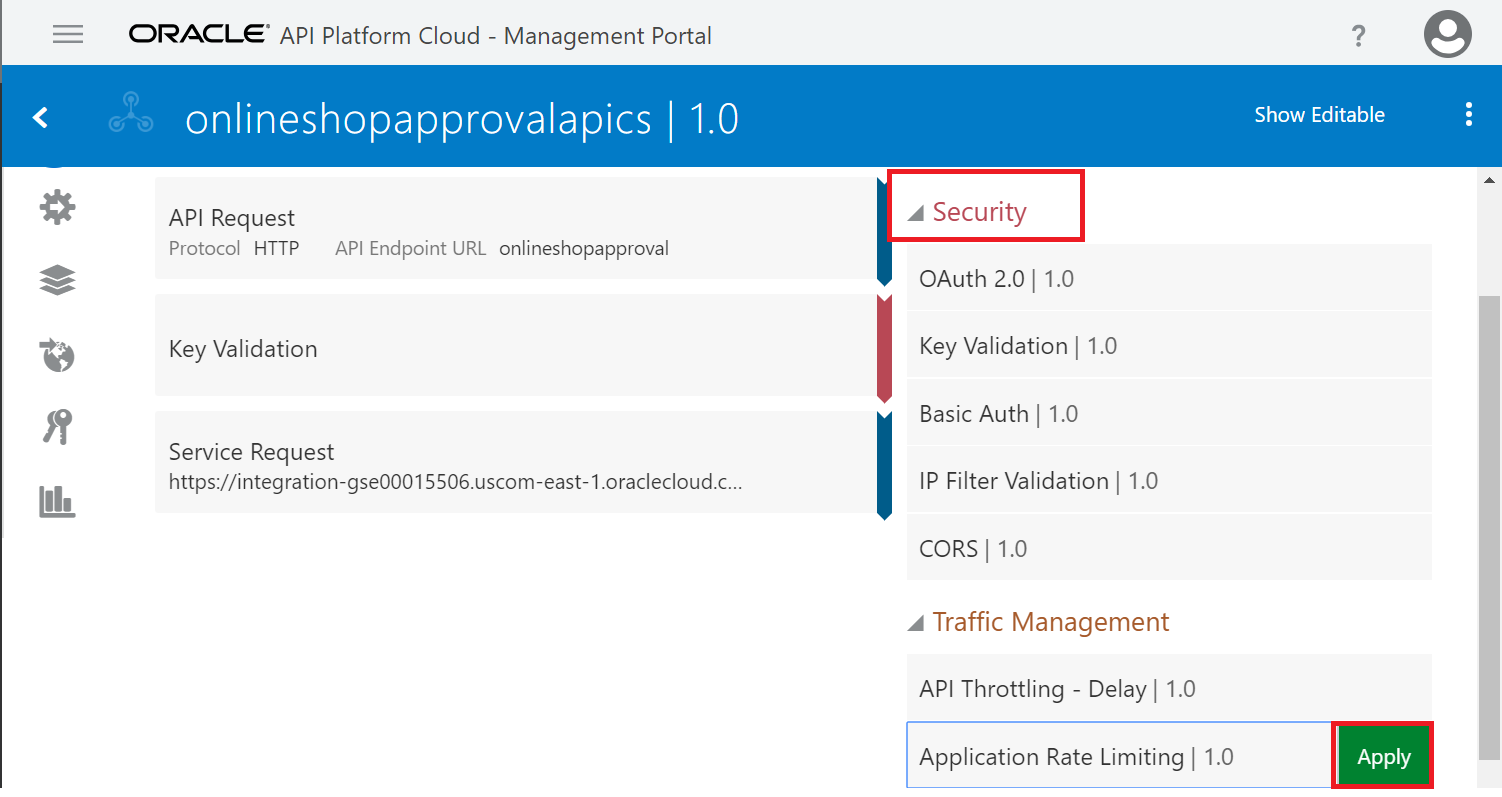 ORACLE® API Platform Cloud - Management Portal
?
onlineshopapprovalapics | 1.0
Show Editable
API Request
Protocol HTTP API Endpoint URL onlineshopapproval
Key Validation
Service Request
https://integration-gse00015506.uscom-east-1.oraclecloud.c...
Security
OAuth 2.0 | 1.0
Key Validation | 1.0
Basic Auth | 1.0
IP Filter Validation | 1.0
CORS | 1.0
Traffic Management
API Throttling - Delay | 1.0
Application Rate Limiting | 1.0
Apply